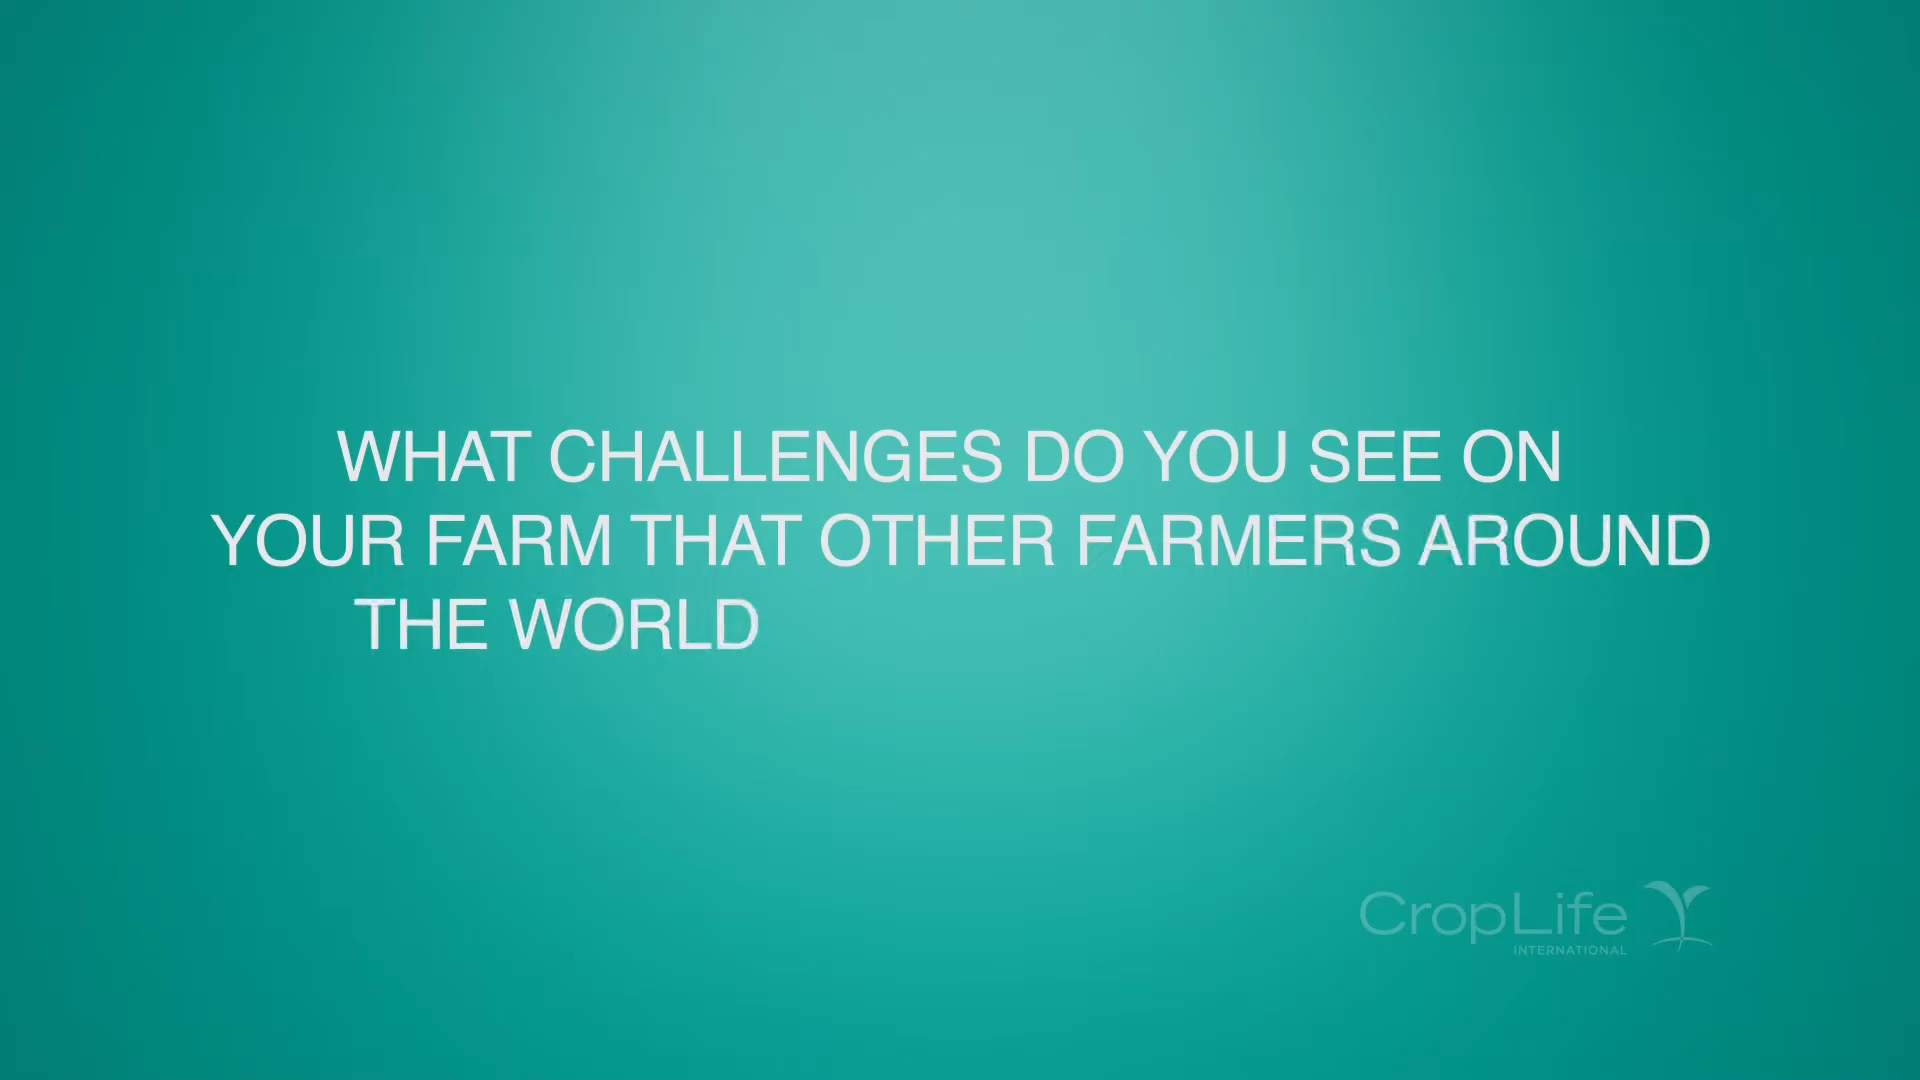 WHAT CHALLENGES DO YOU SEE ON
YOUR FARM THAT OTHER FARMERS AROUND
THE WORLD
CropLife
INTERNATIONAL